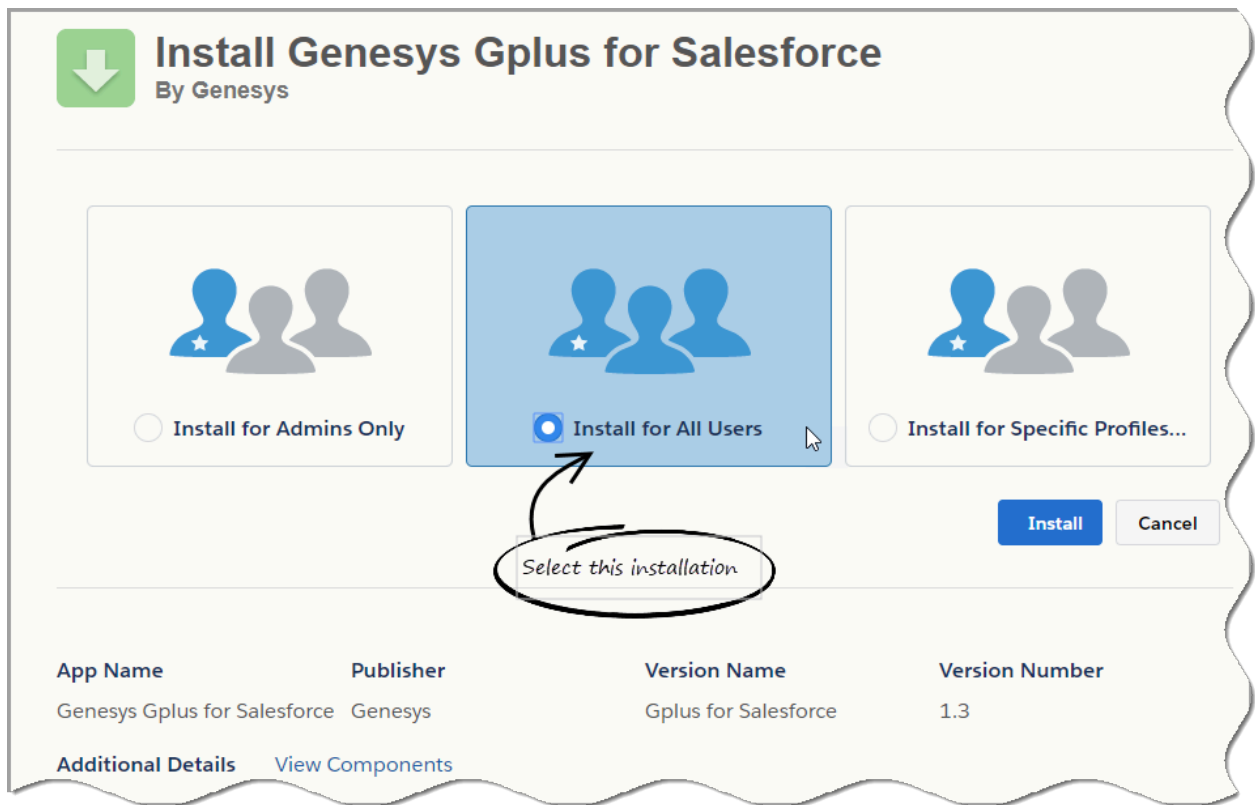 Install Genesys Gplus for Salesforce
By Genesys
Install for Admins Only
Install for All Users
Install for Specific Profiles...
Install
Cancel
Select this installation
App Name
Publisher
Version Name
Version Number
Genesys Gplus for Salesforce
Genesys
Gplus for Salesforce
1.3
Additional Details
View Components